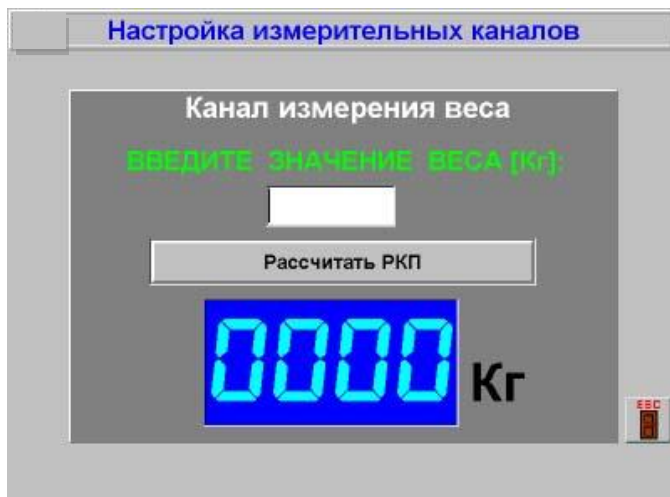 Настройка измерительных каналов
Канал измерения веса
ВВЕДИТЕ ЗНАЧЕНИЕ ВЕСА [Кг]:
Рассчитать РКП
0000 Кг
ESC